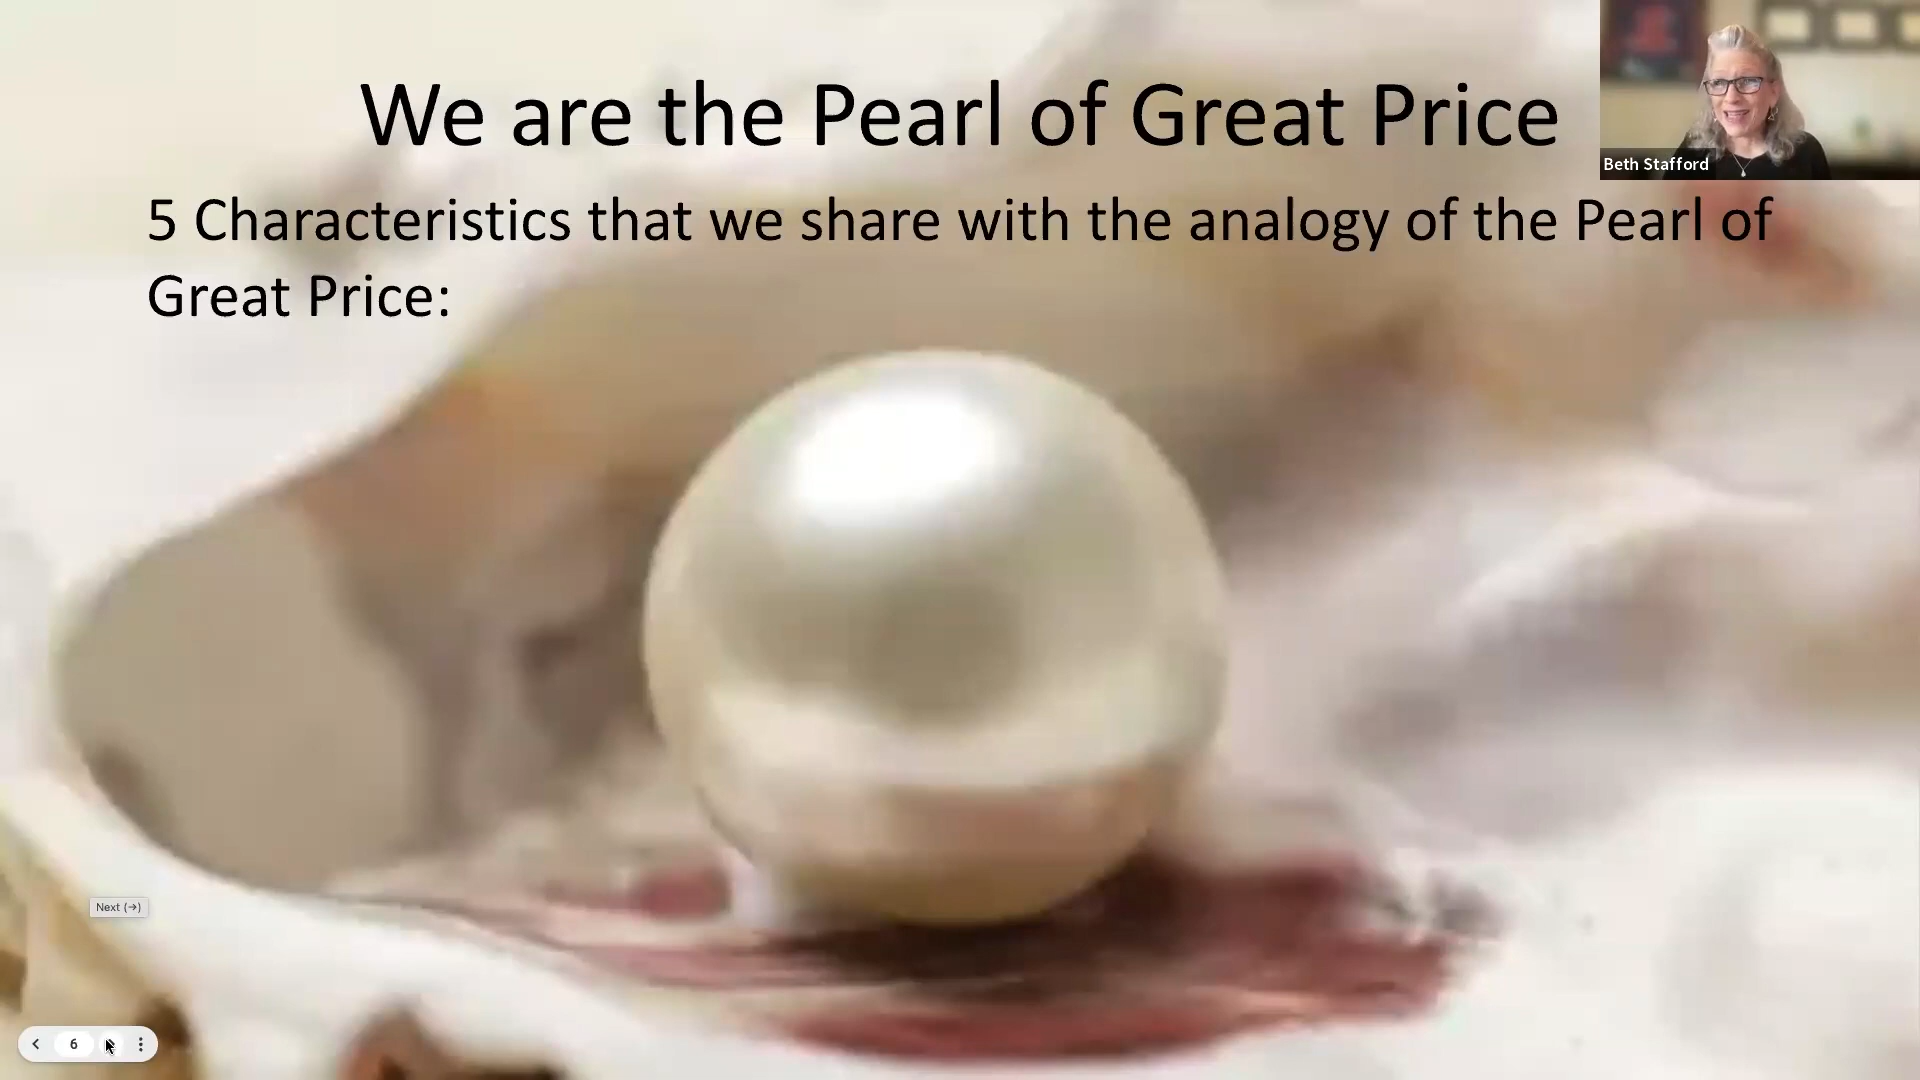 We are the Pearl of Great Price
Beth Stafford
5 Characteristics that we share with the analogy of the Pearl of
Great Price:
Next (→)
6